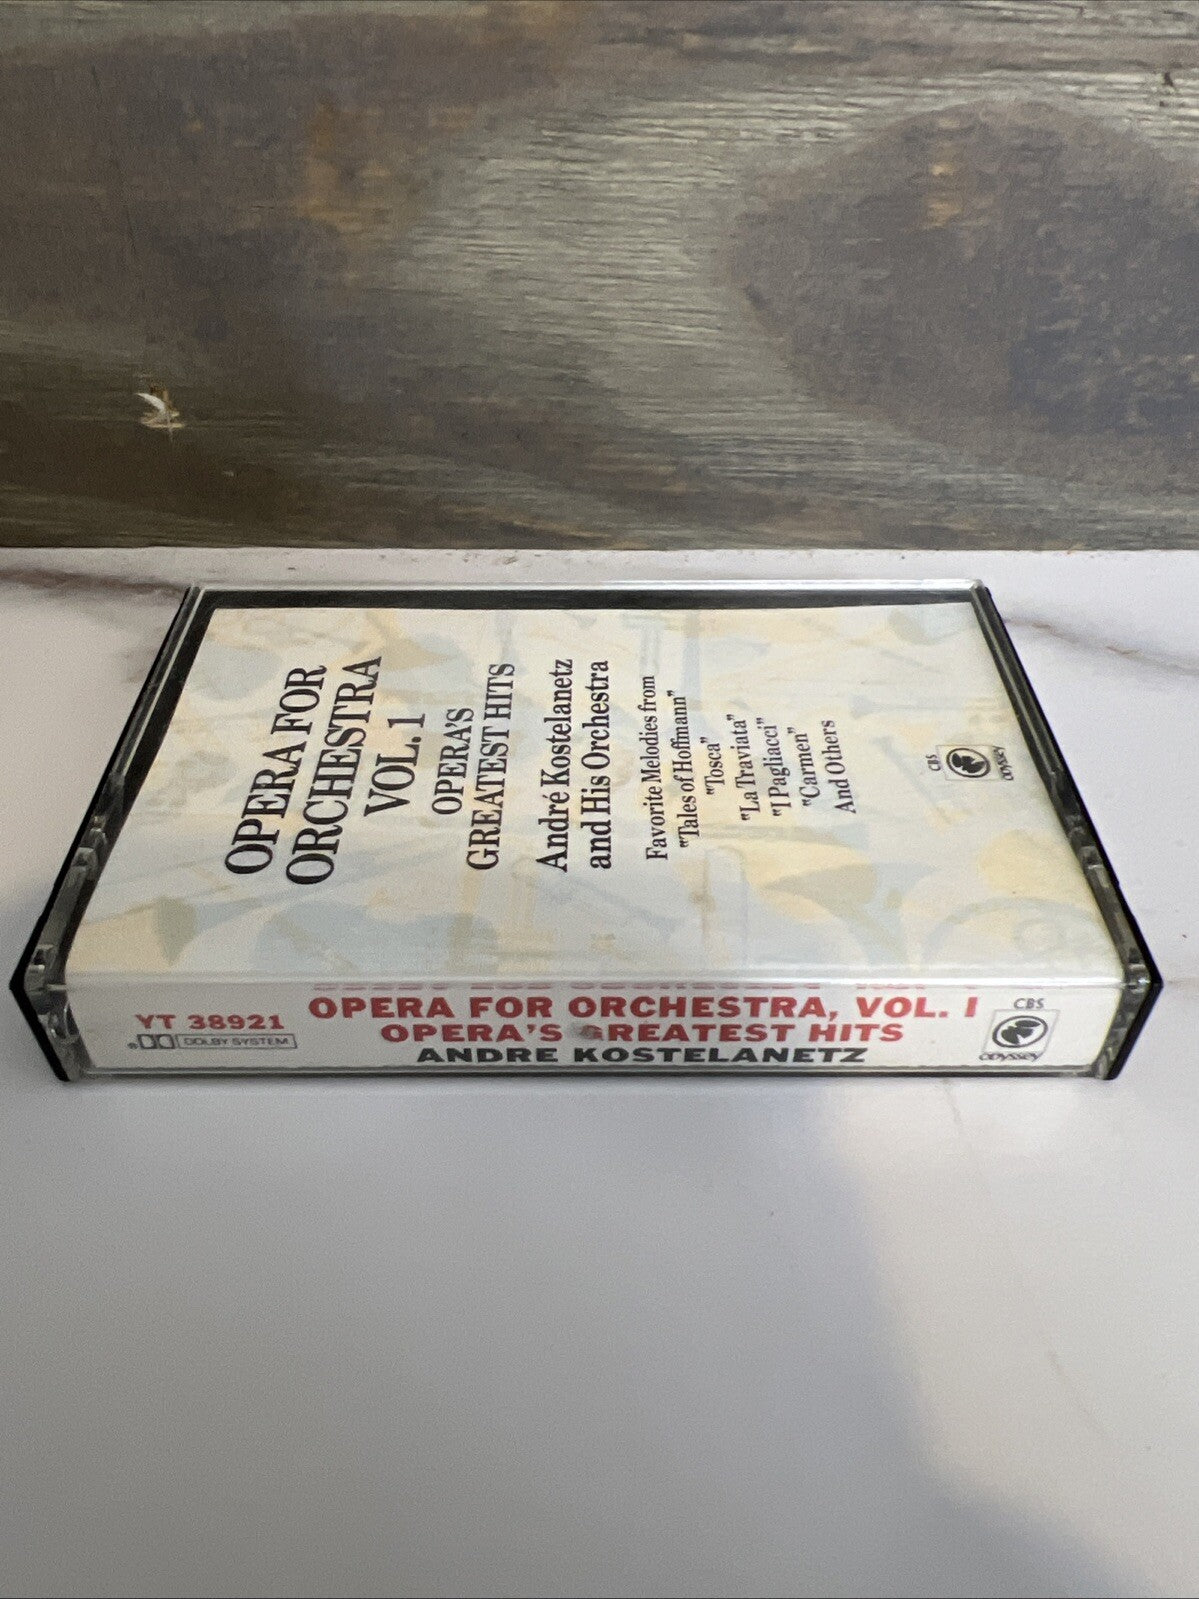 OPERA FOR
ORCHESTRA
VOL. 1
OPERA'S
GREATEST HITS
André Kostelanetz
and His Orchestra
Favorite Melodies from
"Tales of Hoffmann"
"Tosca"
"La Traviata"
"I Pagliacci"
"Carmen"
And Others
CBS
ODYSSEY
YT 38921
DOLBY SYSTEM
OPERA FOR ORCHESTRA, VOL. I
OPERA'S GREATEST HITS
ANDRE KOSTELANETZ
CBS
ODYSSEY